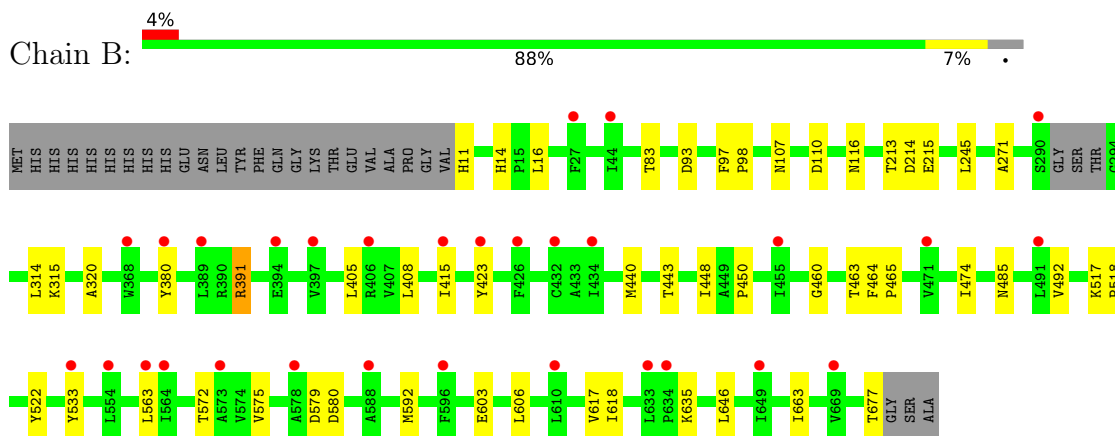 4%
Chain B:
88% 7% •
MET HIS HIS HIS HIS HIS HIS HIS HIS GLU ASN LEU TYR PHE GLN GLY LYS THR GLU VAL ALA PRO GLY VAL H11 H14 P15 L16 F27 I44 T83 D93 F97 P98 N107 D110 N116 T213 D214 E215 L245 A271 S290 GLY SER THR
L314 K315 A320 W368 Y380 L389 R390 R391 E394 V397 L405 R406 V407 L408 I415 Y423 F426 C432 A433 I434 M440 T443 I448 A449 P450 I455 G460 T463 F464 P465 V471 I474 N485 L491 V492 K517
Y522 Y533 L554 L563 I564 T572 A573 V574 V575 A578 D579 D580 A588 M592 F596 E603 L606 L610 V617 I618 L633 P634 K635 L646 I649 I663 V669 T677 GLY SER ALA